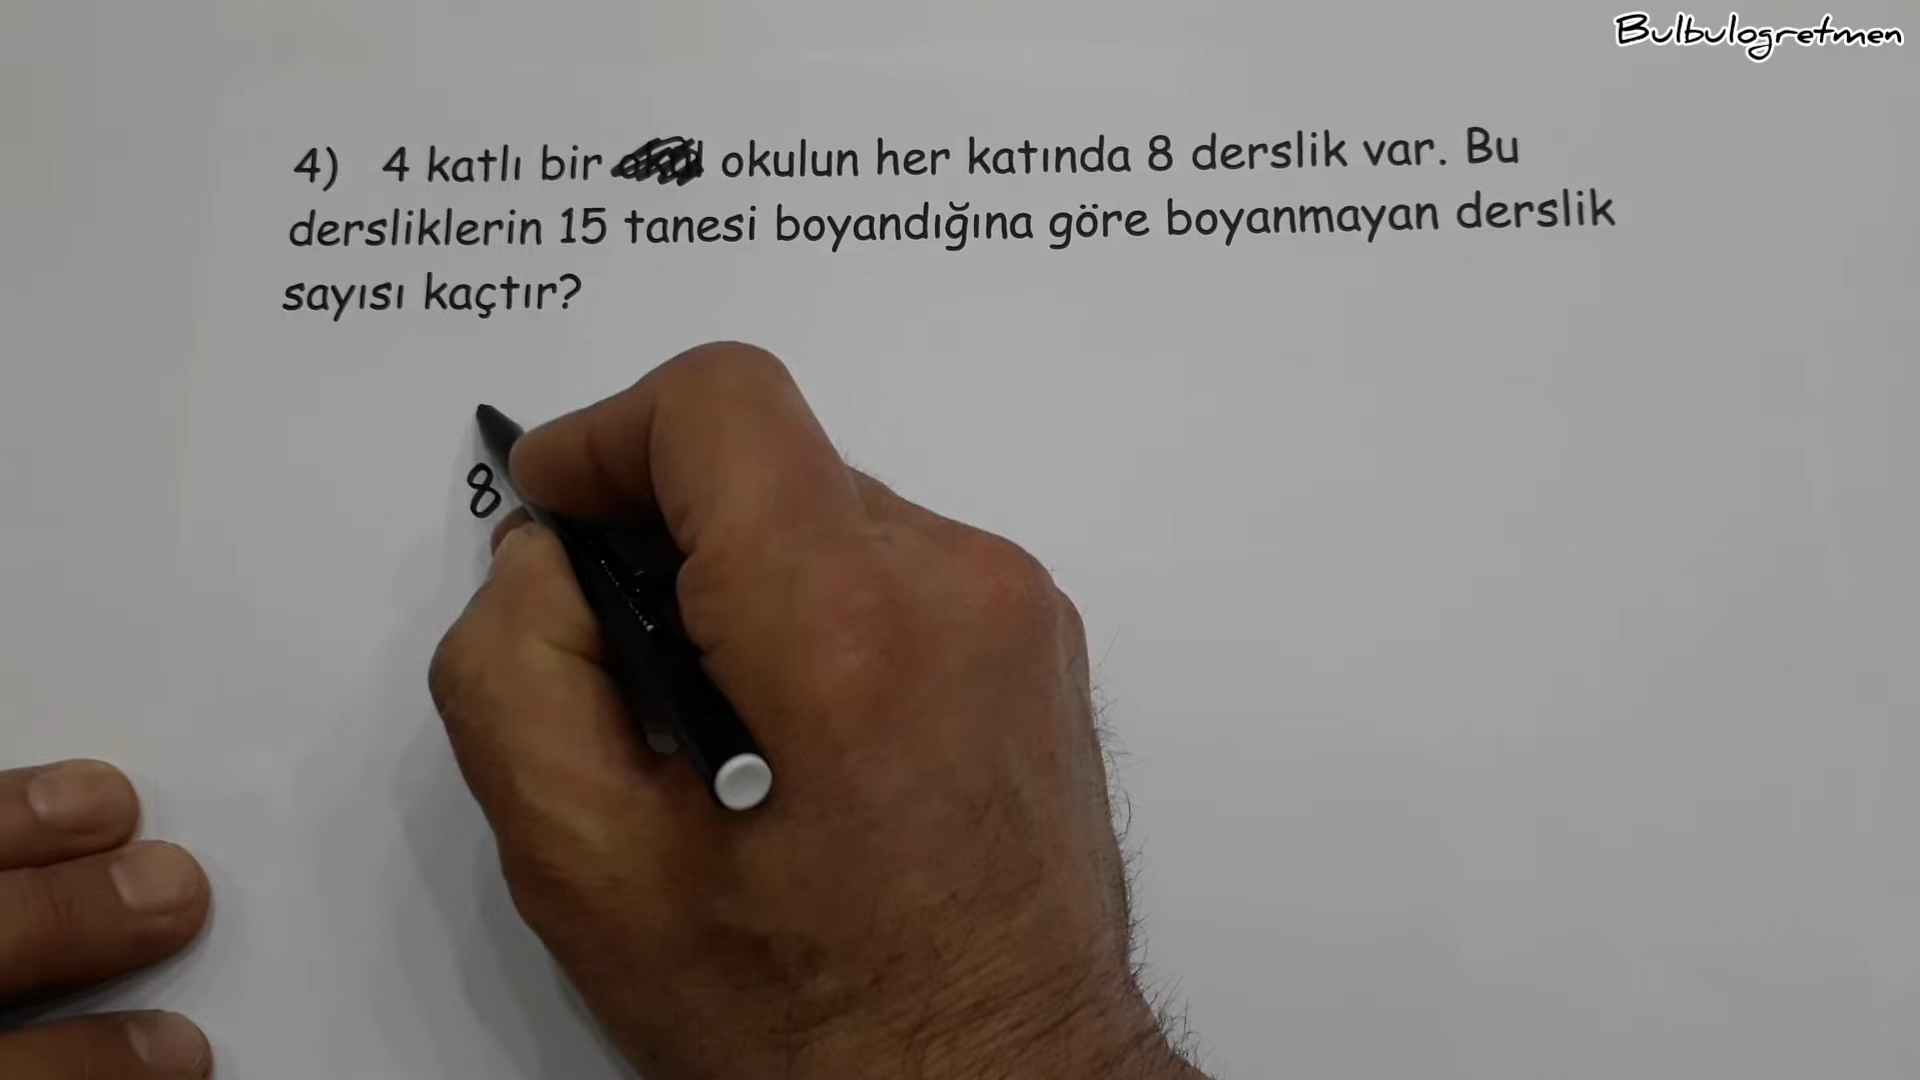 Bulbulogretmen
4) 4 katlı bir okulun her katında 8 derslik var. Bu
dersliklerin 15 tanesi boyandığına göre boyanmayan derslik
sayısı kaçtır?
8